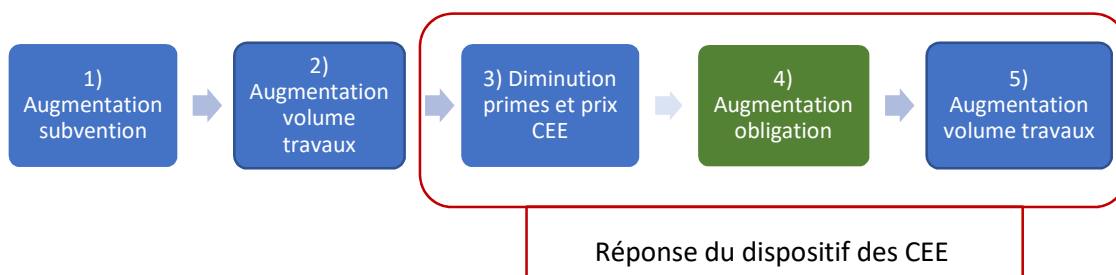 1)
Augmentation
subvention
2)
Augmentation
volume
travaux
3) Diminution
primes et prix
CEE
4)
Augmentation
obligation
5)
Augmentation
volume travaux
Réponse du dispositif des CEE